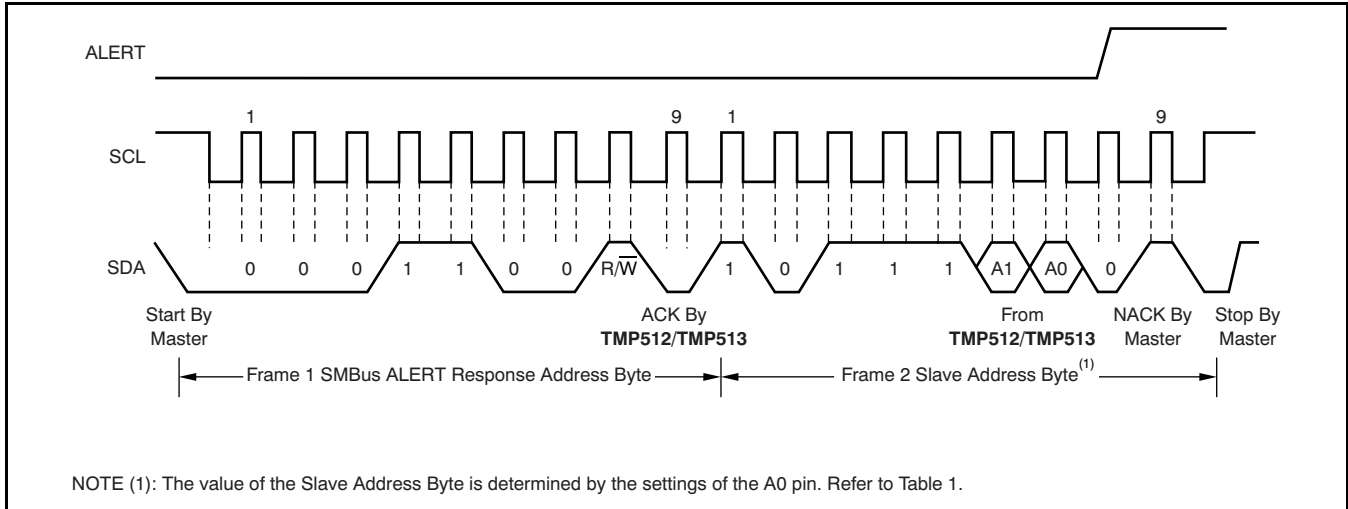 ALERT
1 9 1 9
SCL
SDA 0 0 0 1 1 0 0 R/W̅ 1 0 1 1 1 A1 A0 0
Start By Master
ACK By TMP512/TMP513
From TMP512/TMP513
NACK By Master
Stop By Master
Frame 1 SMBus ALERT Response Address Byte
Frame 2 Slave Address Byte(1)
NOTE (1): The value of the Slave Address Byte is determined by the settings of the A0 pin. Refer to Table 1.